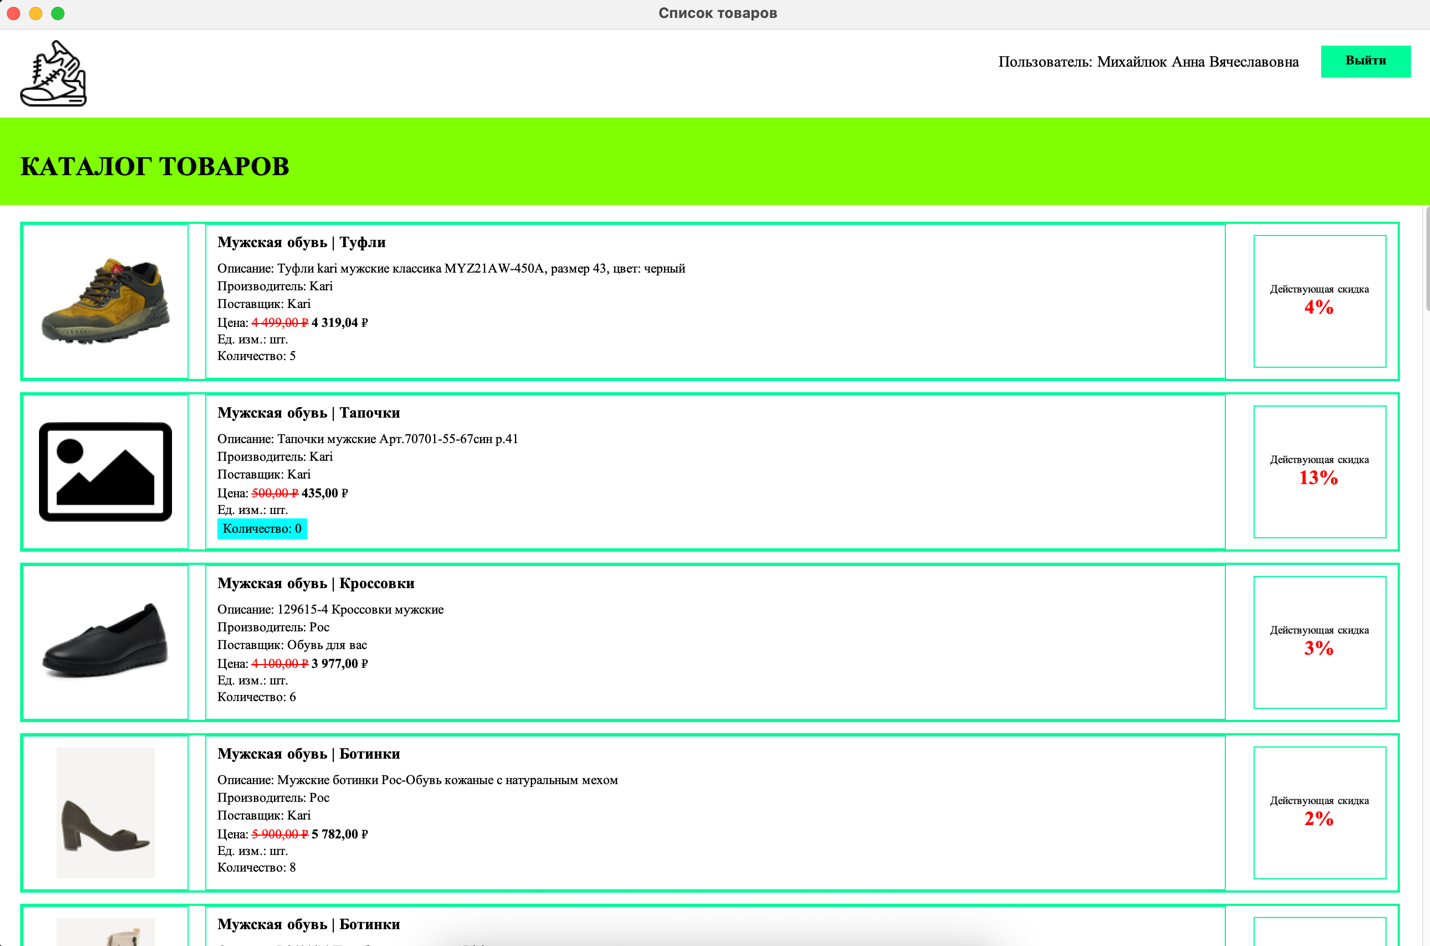 Список товаров
Пользователь: Михайлюк Анна Вячеславовна
Выйти
КАТАЛОГ ТОВАРОВ
Мужская обувь | Туфли
Описание: Туфли kari мужские классика MYZ21AW-450A, размер 43, цвет: черный
Производитель: Kari
Поставщик: Kari
Цена: 4 499,00 ₽ 4 319,04 ₽
Ед. изм.: шт.
Количество: 5
Действующая скидка
4%
Мужская обувь | Тапочки
Описание: Тапочки мужские Арт.70701-55-67син р.41
Производитель: Kari
Поставщик: Kari
Цена: 500,00 ₽ 435,00 ₽
Ед. изм.: шт.
Количество: 0
Действующая скидка
13%
Мужская обувь | Кроссовки
Описание: 129615-4 Кроссовки мужские
Производитель: Рос
Поставщик: Обувь для вас
Цена: 4 100,00 ₽ 3 977,00 ₽
Ед. изм.: шт.
Количество: 6
Действующая скидка
3%
Мужская обувь | Ботинки
Описание: Мужские ботинки Рос-Обувь кожаные с натуральным мехом
Производитель: Рос
Поставщик: Kari
Цена: 5 900,00 ₽ 5 782,00 ₽
Ед. изм.: шт.
Количество: 8
Действующая скидка
2%
Мужская обувь | Ботинки